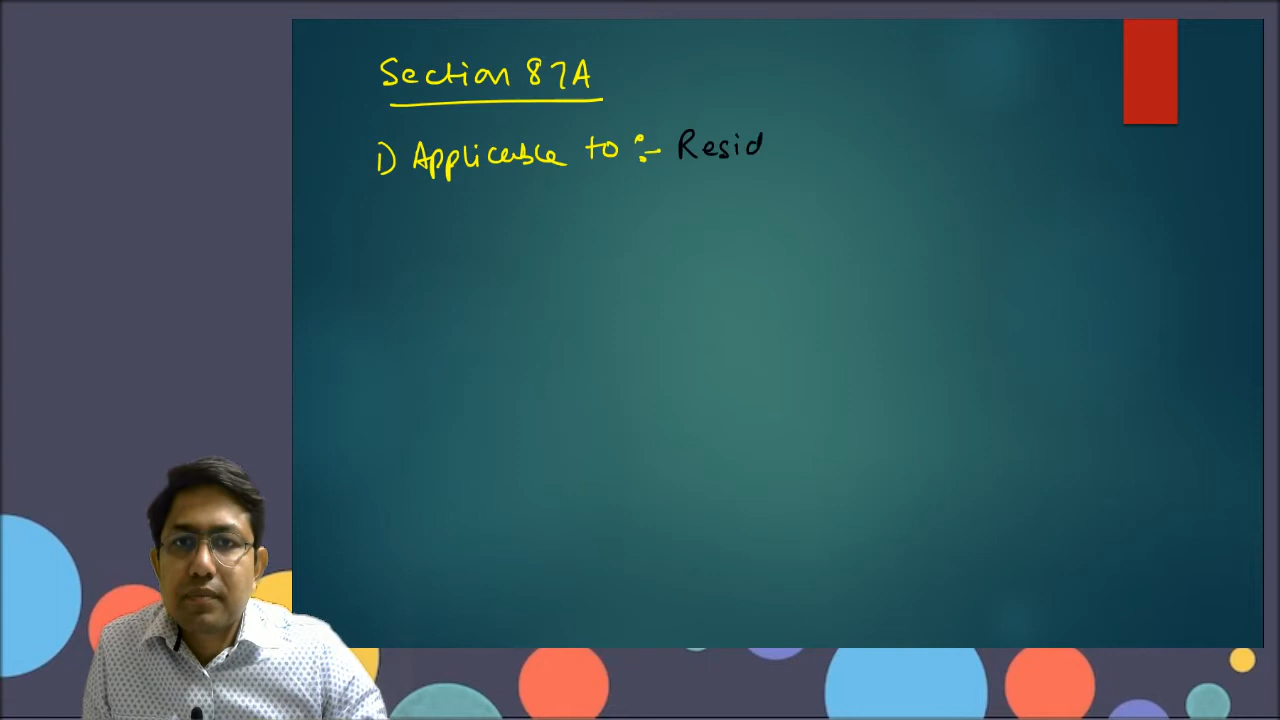 Section 87A
1) Applicable to :- Resid